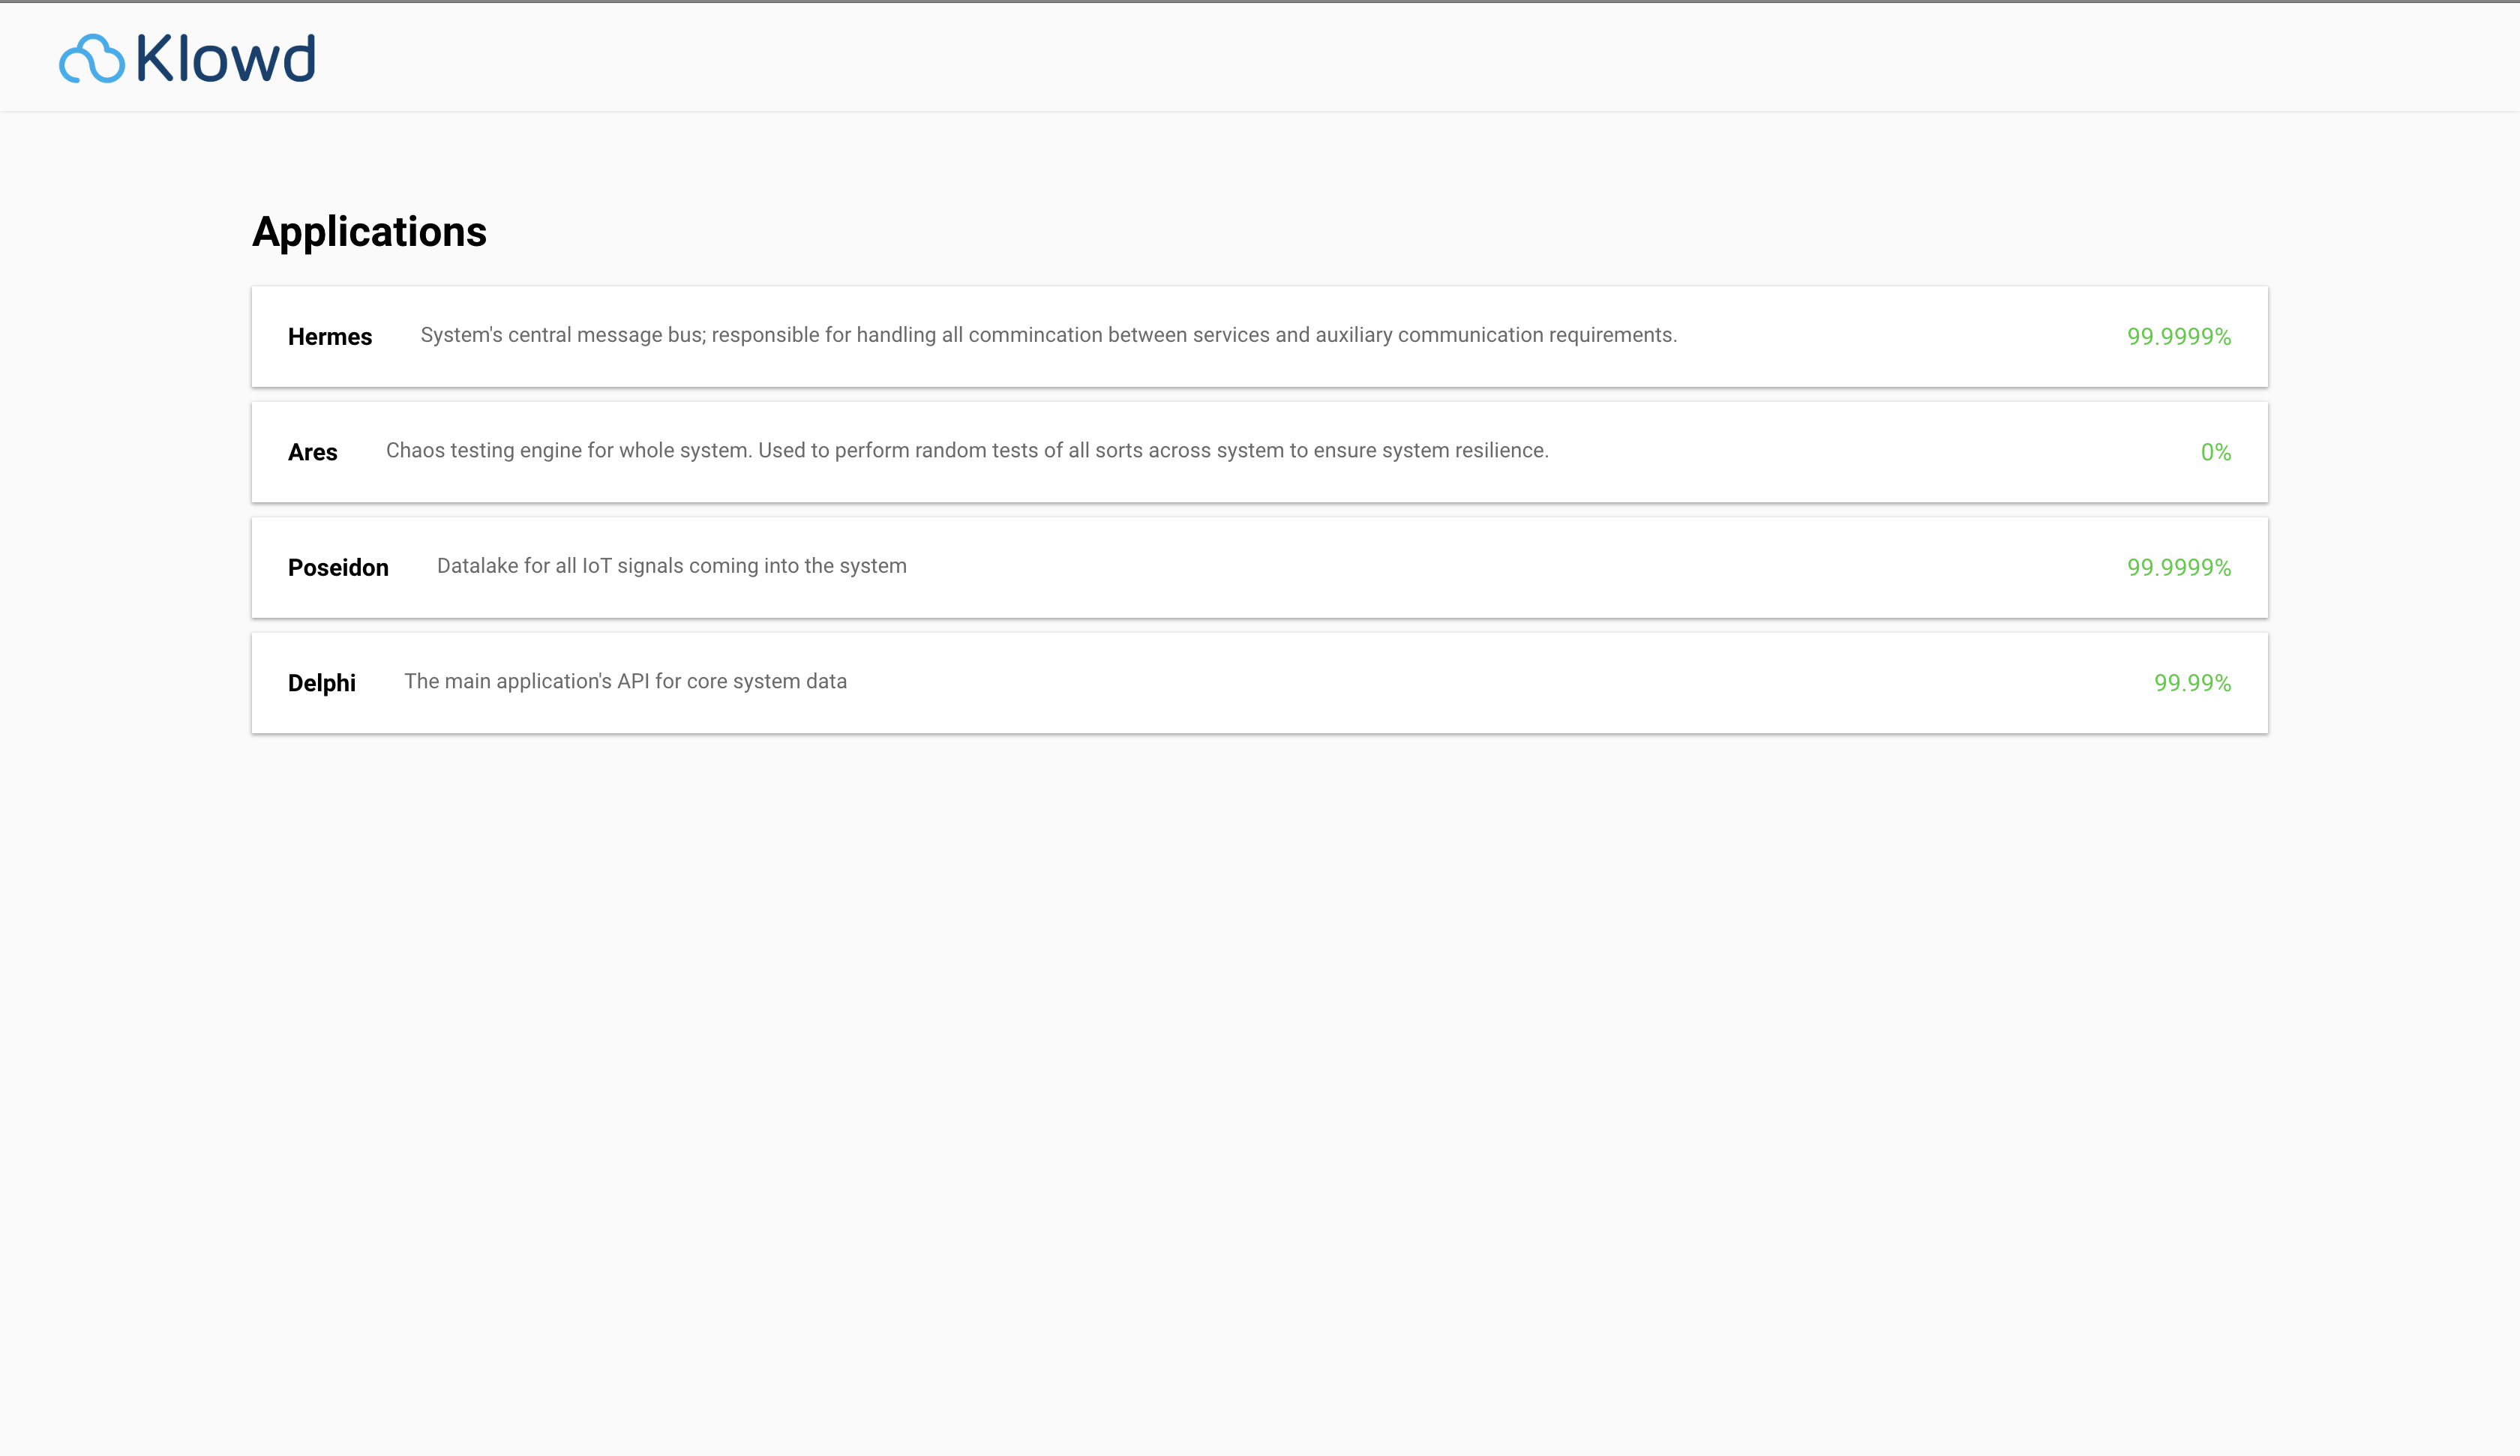 Klowd
Applications
Hermes System's central message bus; responsible for handling all commincation between services and auxiliary communication requirements. 99.9999%
Ares Chaos testing engine for whole system. Used to perform random tests of all sorts across system to ensure system resilience. 0%
Poseidon Datalake for all IoT signals coming into the system 99.9999%
Delphi The main application's API for core system data 99.99%